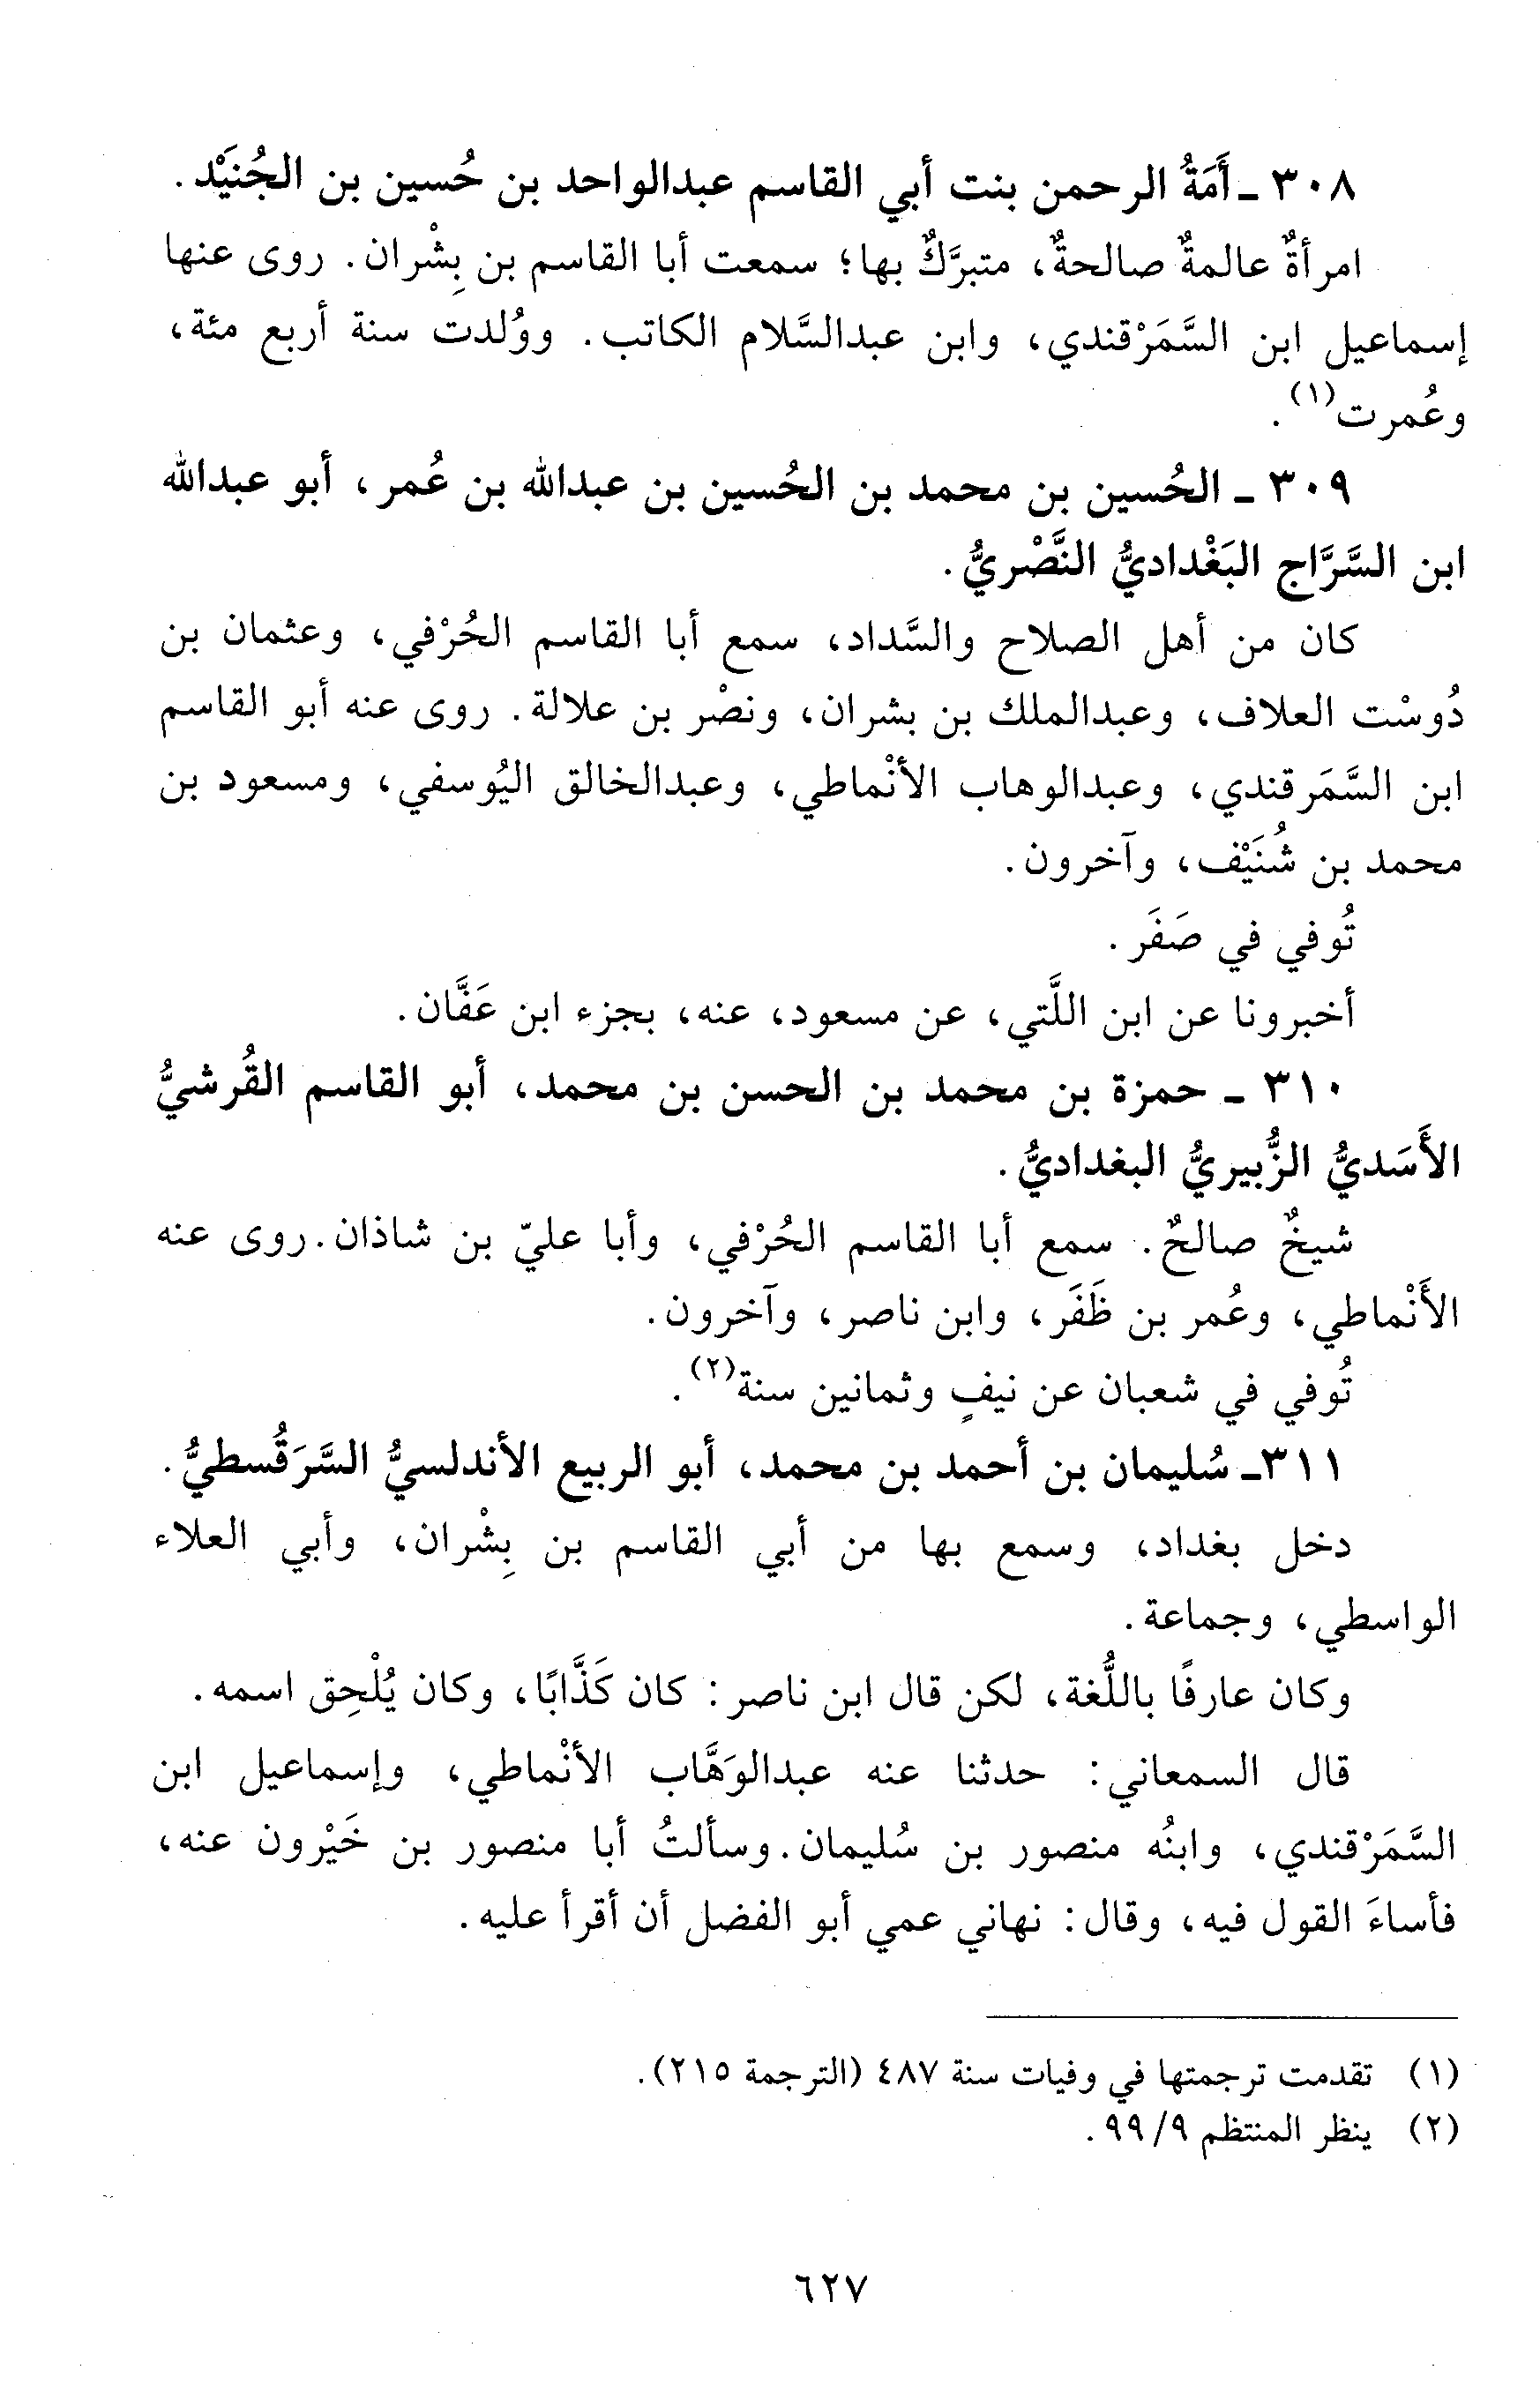 ٣٠٨ ـ أَمَةُ الرحمن بنت أبي القاسم عبدالواحد بن حُسين بن الجُنَيْد.
امرأةٌ عالمةٌ صالحةٌ، متبرَّكٌ بها؛ سمعت أبا القاسم بن بِشْران. روى عنها
إسماعيل ابن السَّمَرْقندي، وابن عبدالسَّلام الكاتب. ووُلدت سنة أربع مئة،
وعُمرت(١).
٣٠٩ ـ الحُسين بن محمد بن الحُسين بن عبدالله بن عُمر، أبو عبدالله
ابن السَّرَّاج البَغْداديُّ النَّصْريُّ.
كان من أهل الصلاح والسَّداد، سمع أبا القاسم الحُرْفي، وعثمان بن
دُوسْت العلاف، وعبدالملك بن بشران، ونصْر بن علالة. روى عنه أبو القاسم
ابن السَّمَرقندي، وعبدالوهاب الأنْماطي، وعبدالخالق اليُوسفي، ومسعود بن
محمد بن شُنَيْف، وآخرون.
تُوفي في صَفَر.
أخبرونا عن ابن اللَّتي، عن مسعود، عنه، بجزء ابن عَفَّان.
٣١٠ ـ حمزة بن محمد بن الحسن بن محمد، أبو القاسم القُرشيُّ
الأَسَديُّ الزُّبيريُّ البغداديُّ.
شيخٌ صالحٌ. سمع أبا القاسم الحُرْفي، وأبا عليّ بن شاذان. روى عنه
الأَنْماطي، وعُمر بن ظَفَر، وابن ناصر، وآخرون.
تُوفي في شعبان عن نيفٍ وثمانين سنة(٢).
٣١١ـ سُليمان بن أحمد بن محمد، أبو الربيع الأندلسيُّ السَّرَقُسطيُّ.
دخل بغداد، وسمع بها من أبي القاسم بن بِشْران، وأبي العلاء
الواسطي، وجماعة.
وكان عارفًا باللُّغة، لكن قال ابن ناصر: كان كَذَّابًا، وكان يُلْحِق اسمه.
قال السمعاني: حدثنا عنه عبدالوَهَّاب الأنْماطي، وإسماعيل ابن
السَّمَرْقندي، وابنُه منصور بن سُليمان. وسألتُ أبا منصور بن خَيْرون عنه،
فأساءَ القول فيه، وقال: نهاني عمي أبو الفضل أن أقرأ عليه.
(١) تقدمت ترجمتها في وفيات سنة ٤٨٧ (الترجمة ٢١٥).
(٢) ينظر المنتظم ٩/ ٩٩.
٦٢٧